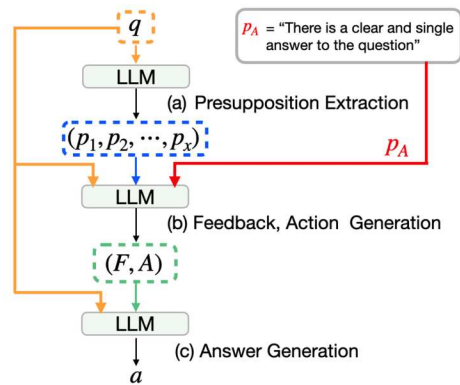 p_A = “There is a clear and single
answer to the question”
q
LLM
(a) Presupposition Extraction
(p_1, p_2, ⋯, p_x)
p_A
LLM
(b) Feedback, Action Generation
(F, A)
LLM
(c) Answer Generation
a